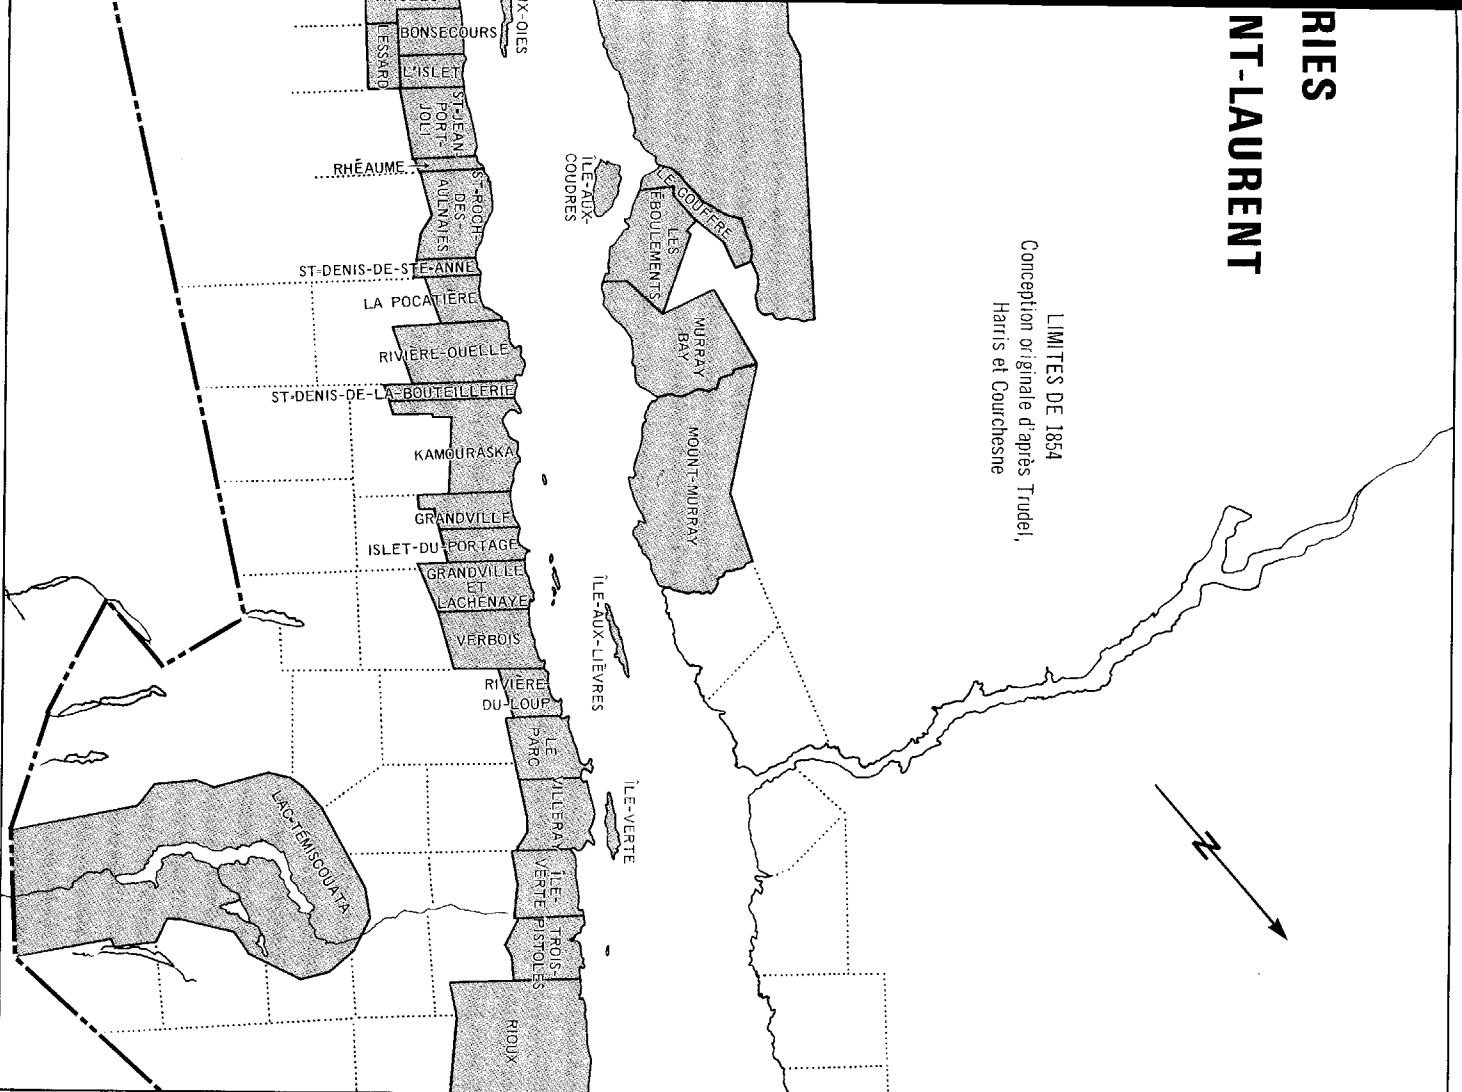 RIES
NT-LAURENT
LIMITES DE 1854
Conception originale d'après Trudel,
Harris et Courchesne
X-OIES
BONSECOURS
LESSARD
L'ISLET
ST-JEAN-
PORT-
JOLI
RHÉAUME
ST-ROCH-
DES-
AULNAIES
ST-DENIS-DE-STE-ANNE
LA POCATIÈRE
RIVIÈRE-OUELLE
ST-DENIS-DE-LA-BOUTEILLERIE
KAMOURASKA
GRANDVILLE
ISLET-DU-PORTAGE
GRANDVILLE
ET
LACHENAYE
VERBOIS
RIVIÈRE
DU-LOUP
LE
PARC
VILLERAY
ÎLE-
VERTE
TROIS-
PISTOLES
RIOUX
ÎLE-AUX-
COUDRES
LE GOUFFRE
LES
ÉBOULEMENTS
MURRAY
BAY
MOUNT-MURRAY
ÎLE-AUX-LIÈVRES
ÎLE-VERTE
LAC-TÉMISCOUATA
N